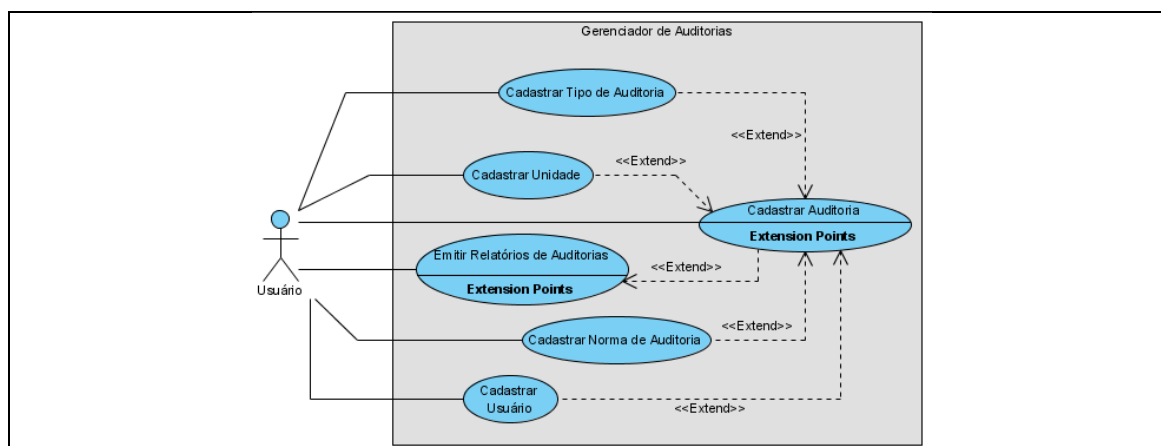 Gerenciador de Auditorias
Cadastrar Tipo de Auditoria
<<Extend>>
Cadastrar Unidade
<<Extend>>
Cadastrar Auditoria
Extension Points
Emitir Relatórios de Auditorias
Extension Points
<<Extend>>
Usuário
Cadastrar Norma de Auditoria
<<Extend>>
Cadastrar
Usuário
<<Extend>>